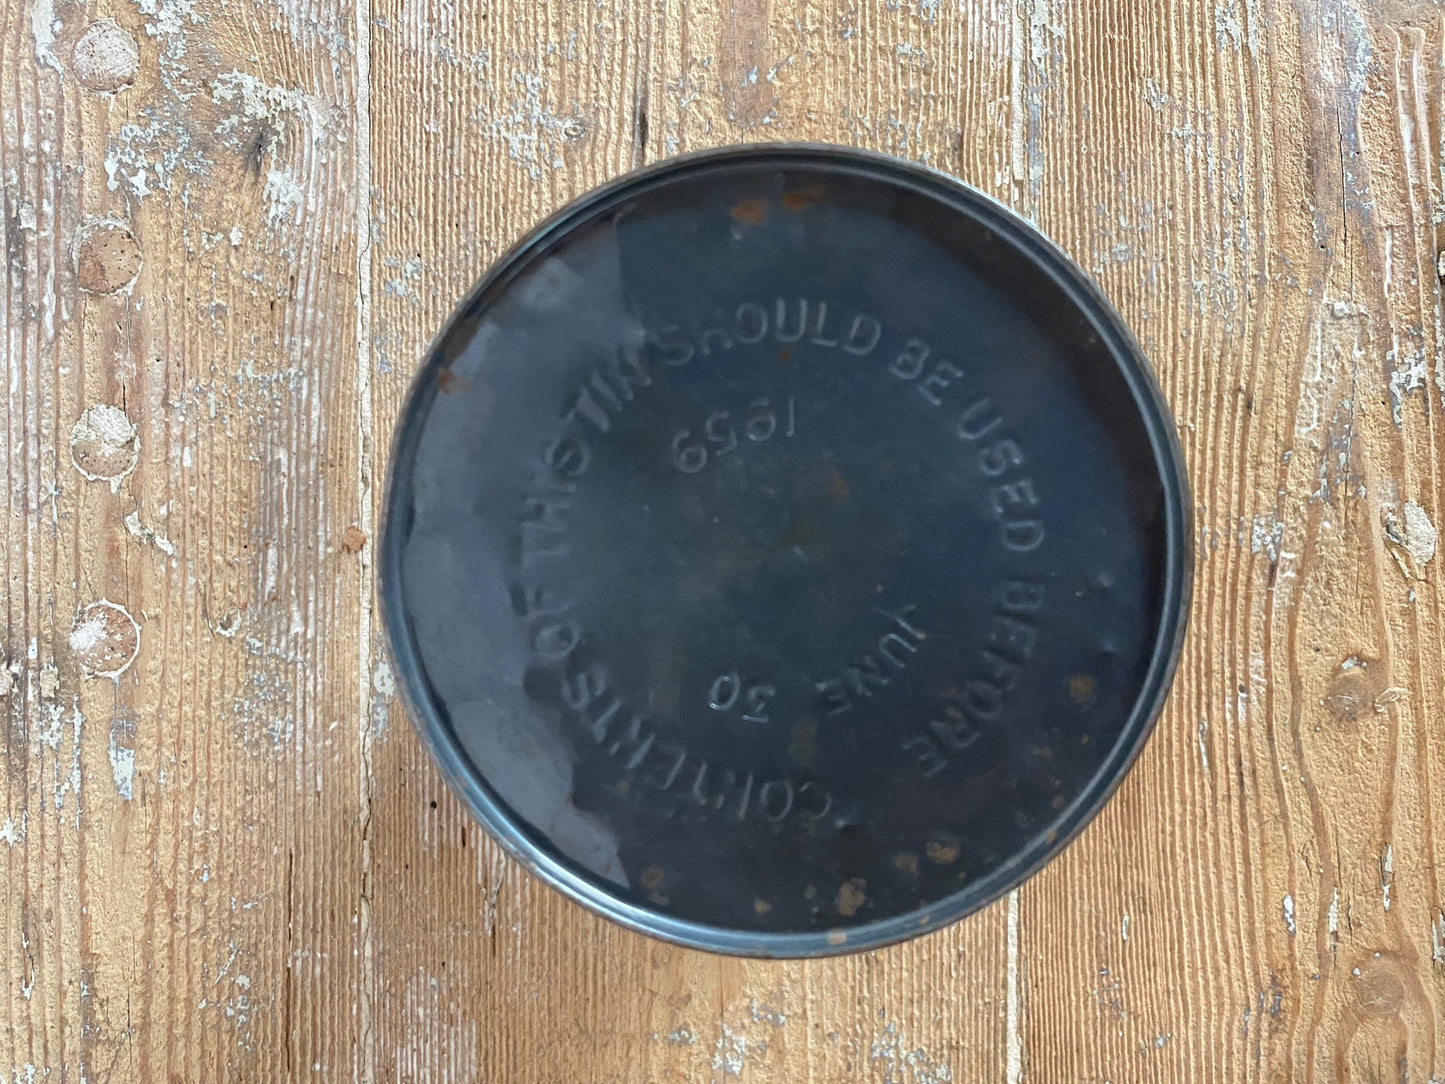 CONTENTS OF THIS TIN SHOULD BE USED BEFORE
JUNE 30
1959